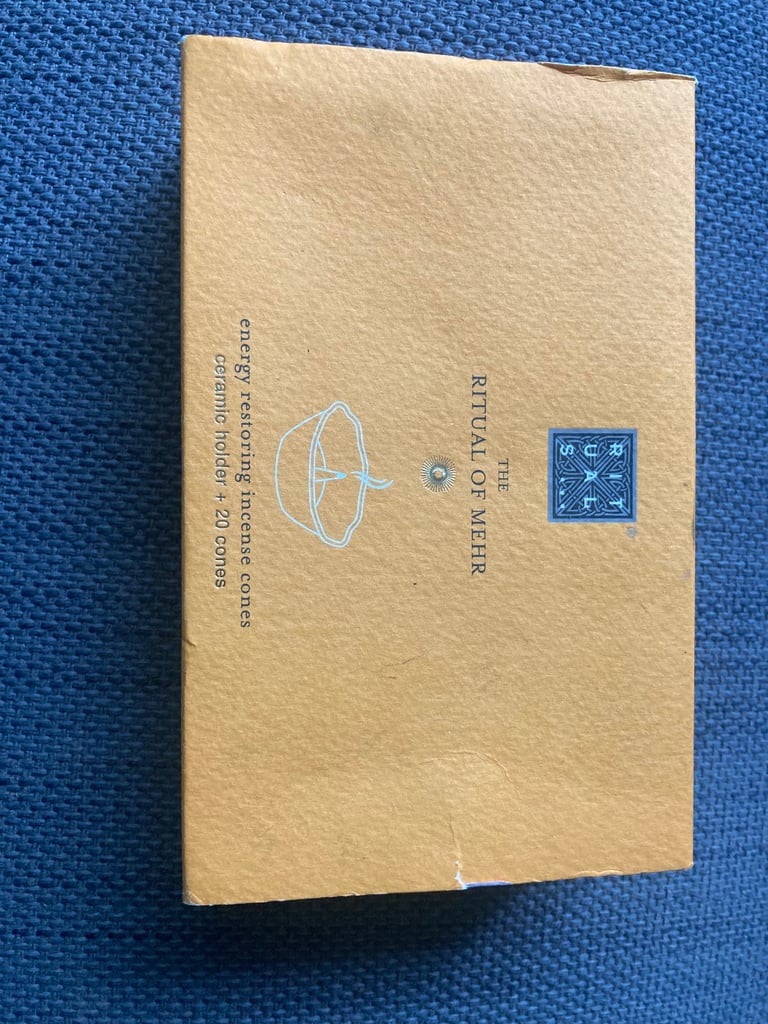 RIT
UAL
S...
®
THE
RITUAL OF MEHR
energy restoring incense cones
ceramic holder + 20 cones